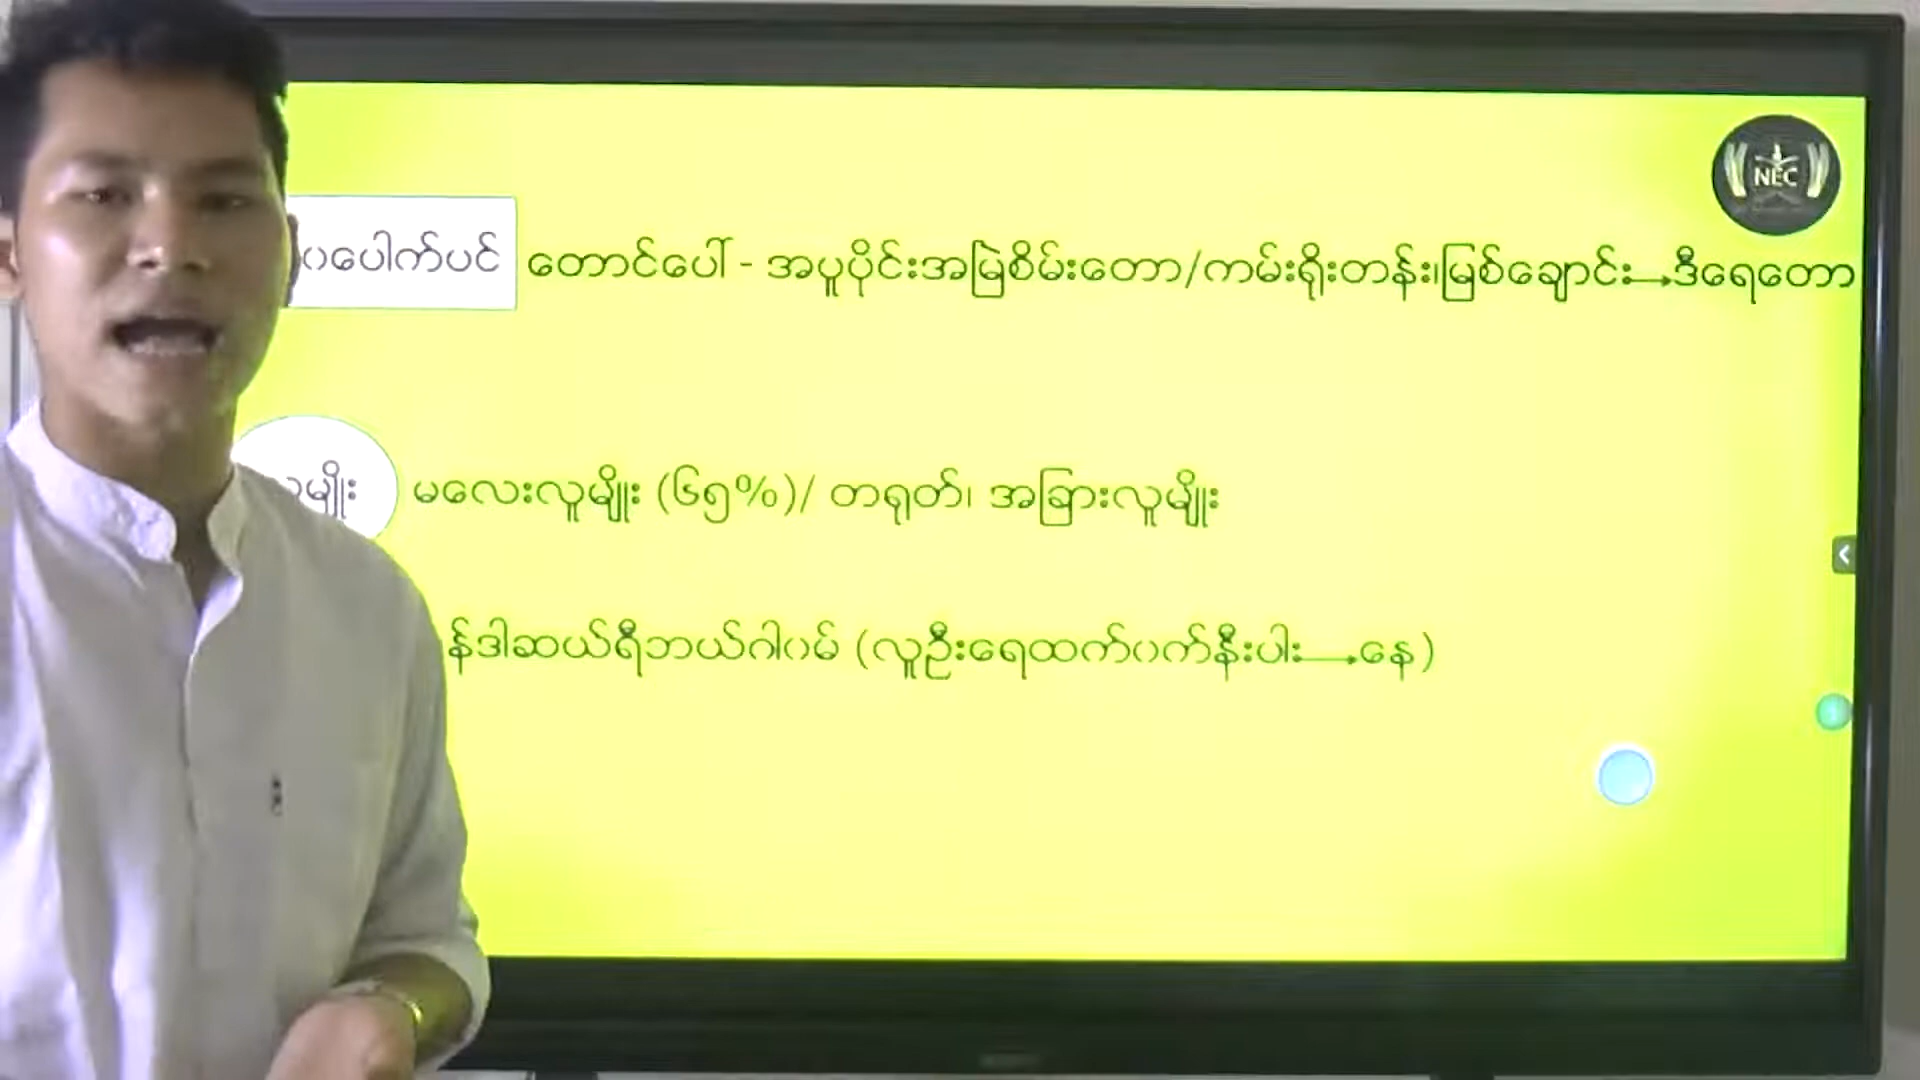 NEC
ပေါက်ပင် တောင်ပေါ် - အပူပိုင်းအမြဲစိမ်းတော/ကမ်းရိုးတန်း၊မြစ်ချောင်း→ဒီရေတော
မျိုး မလေးလူမျိုး (၆၅%)/ တရုတ်၊ အခြားလူမျိုး
န်ဒါဆယ်ရီဘယ်ဂါဝမ် (လူဦးရေထက်ဝက်နီးပါး→နေ)